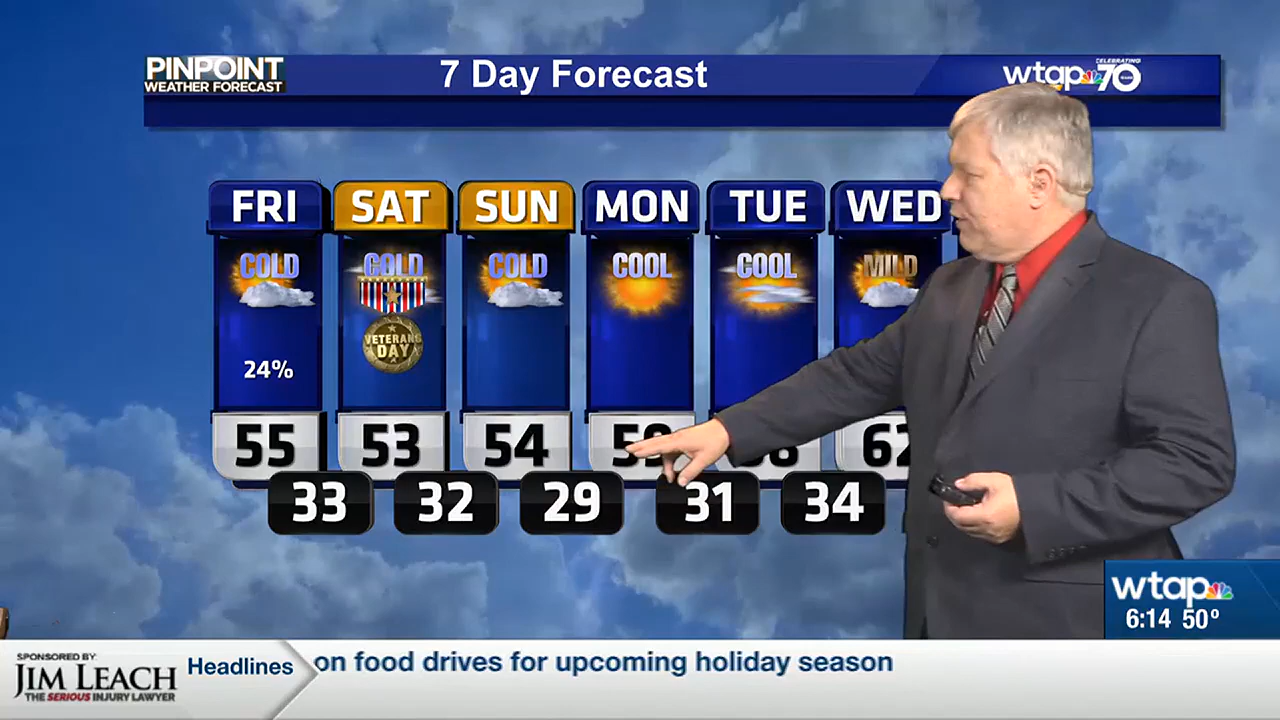 PINPOINT
WEATHER FORECAST
7 Day Forecast
CELEBRATING
wtap 70
FRI SAT SUN MON TUE WED
COLD COLD COLD COOL COOL MILD
VETERANS
DAY
24%
55 53 54 59 62
33 32 29 31 34
wtap
6:14 50°
SPONSORED BY:
JIM LEACH
THE SERIOUS INJURY LAWYER
Headlines
on food drives for upcoming holiday season